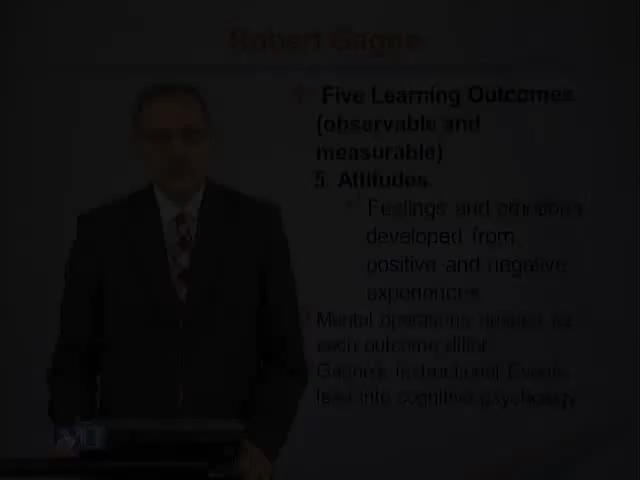 Robert Gagne
Five Learning Outcomes
(observable and
measurable)
5. Attitudes
Feelings and emotions
developed from
positive and negative
experiences
Mental operations needed for
each outcome differ
Gagne's Instructional Events
lean into cognitive psychology